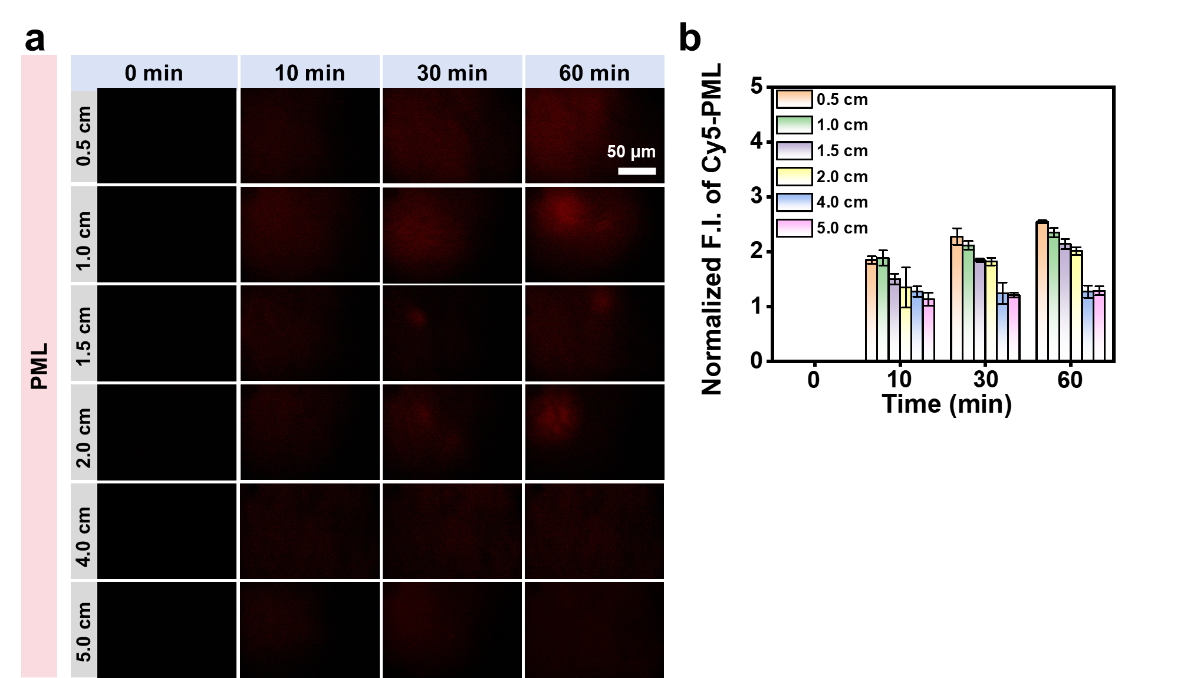 a
0 min 10 min 30 min 60 min
PML
0.5 cm
50 μm
1.0 cm
1.5 cm
2.0 cm
4.0 cm
5.0 cm
b
Normalized F.I. of Cy5-PML
5
4
3
2
1
0
0.5 cm
1.0 cm
1.5 cm
2.0 cm
4.0 cm
5.0 cm
0 10 30 60
Time (min)